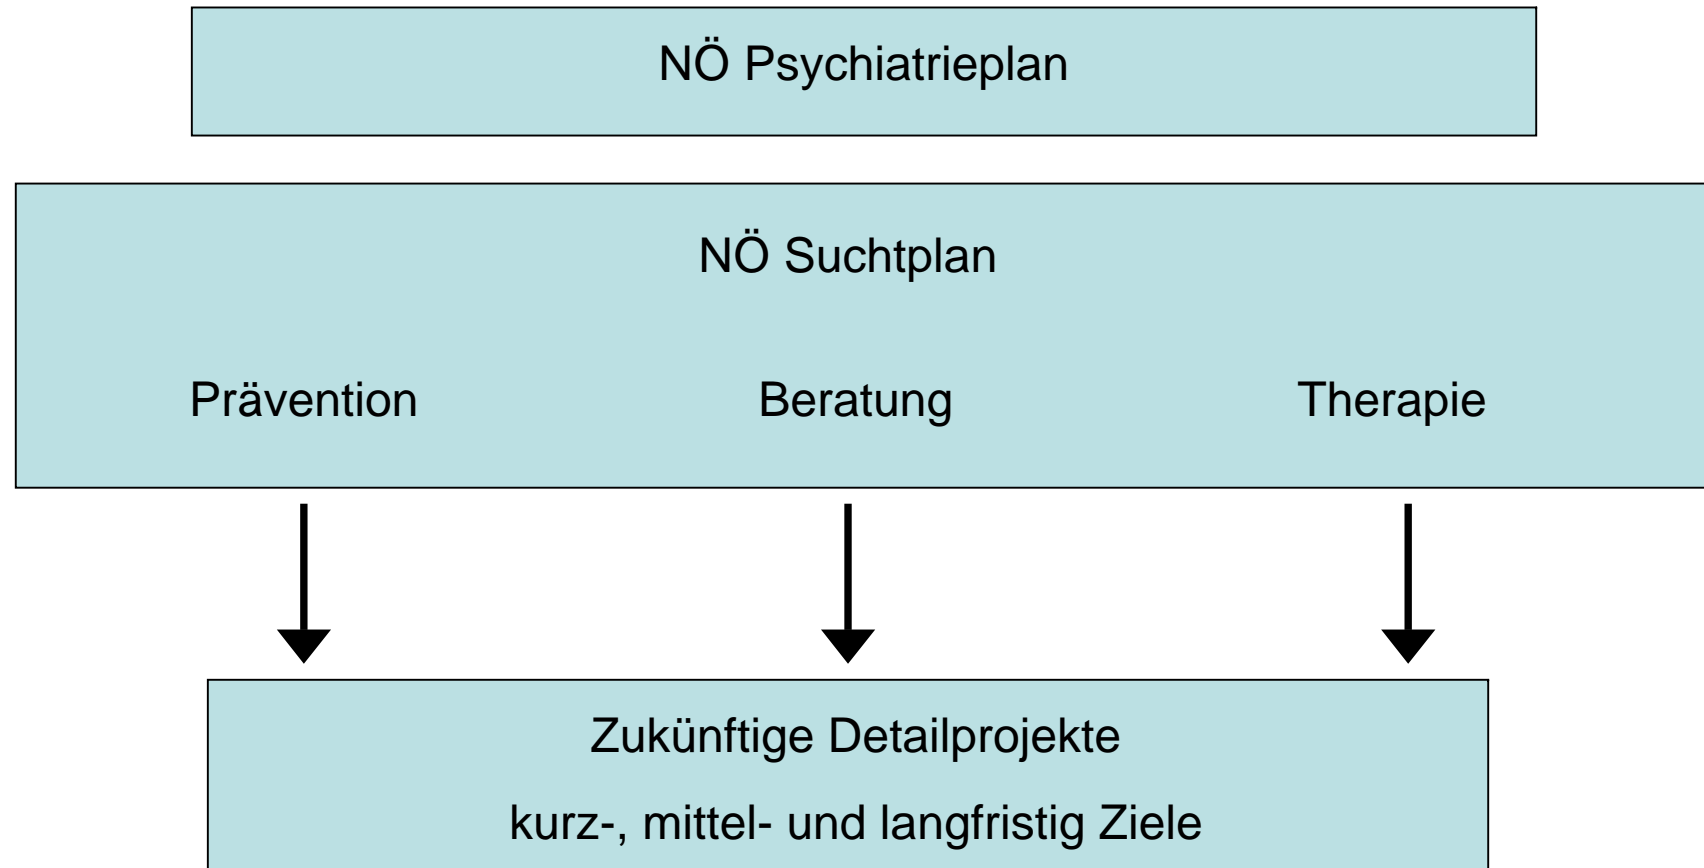 NÖ Psychiatrieplan
NÖ Suchtplan
Prävention Beratung Therapie
Zukünftige Detailprojekte
kurz-, mittel- und langfristig Ziele